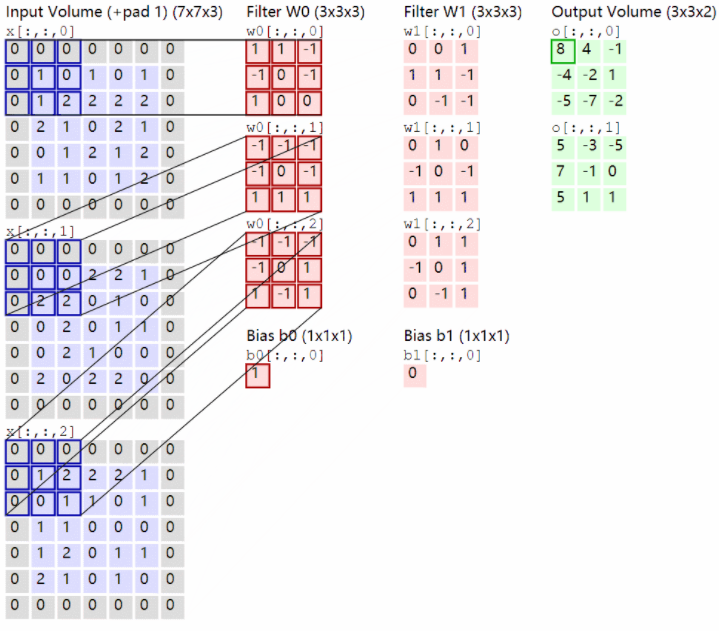 Input Volume (+pad 1) (7x7x3)
x[:,:,0]
0 0 0 0 0 0 0
0 1 0 1 0 1 0
0 1 2 2 2 2 0
0 2 1 0 2 1 0
0 0 1 2 1 2 0
0 1 1 0 1 2 0
0 0 0 0 0 0 0
x[:,:,1]
0 0 0 0 0 0 0
0 0 0 2 2 1 0
0 2 2 0 1 0 0
0 0 2 0 1 1 0
0 0 2 1 0 0 0
0 2 0 2 2 0 0
0 0 0 0 0 0 0
x[:,:,2]
0 0 0 0 0 0 0
0 1 2 2 2 1 0
0 0 1 1 0 1 0
0 1 1 0 0 0 0
0 1 2 0 1 1 0
0 2 1 0 1 0 0
0 0 0 0 0 0 0
Filter W0 (3x3x3)
w0[:,:,0]
1 1 -1
-1 0 -1
1 0 0
w0[:,:,1]
-1 -1 -1
-1 0 -1
1 1 1
w0[:,:,2]
-1 -1 -1
-1 0 1
1 -1 1
Bias b0 (1x1x1)
b0[:,:,0]
1
Filter W1 (3x3x3)
w1[:,:,0]
0 0 1
1 1 -1
0 -1 -1
w1[:,:,1]
0 1 0
-1 0 -1
1 1 1
w1[:,:,2]
0 1 1
-1 0 1
0 -1 1
Bias b1 (1x1x1)
b1[:,:,0]
0
Output Volume (3x3x2)
o[:,:,0]
8 4 -1
-4 -2 1
-5 -7 -2
o[:,:,1]
5 -3 -5
7 -1 0
5 1 1